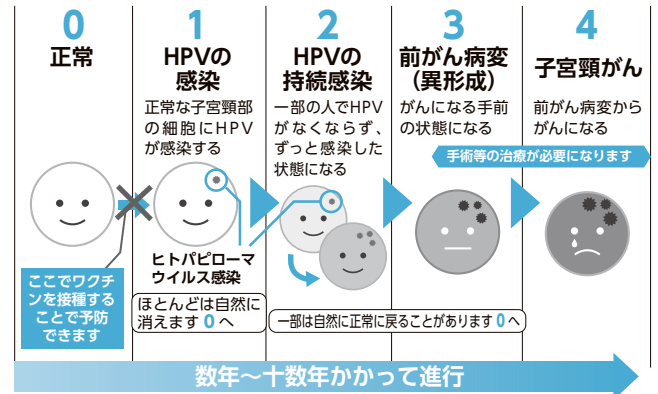 0
正常
1
HPVの
感染
正常な子宮頸部
の細胞にHPV
が感染する
2
HPVの
持続感染
一部の人でHPV
がなくならず、
ずっと感染した
状態になる
3
前がん病変
（異形成）
がんになる手前
の状態になる
4
子宮頸がん
前がん病変から
がんになる
手術等の治療が必要になります
ヒトパピローマ
ウイルス感染
ここでワクチ
ンを接種する
ことで予防
できます
ほとんどは自然に
消えます 0 へ
一部は自然に正常に戻ることがあります 0 へ
数年～十数年かかって進行